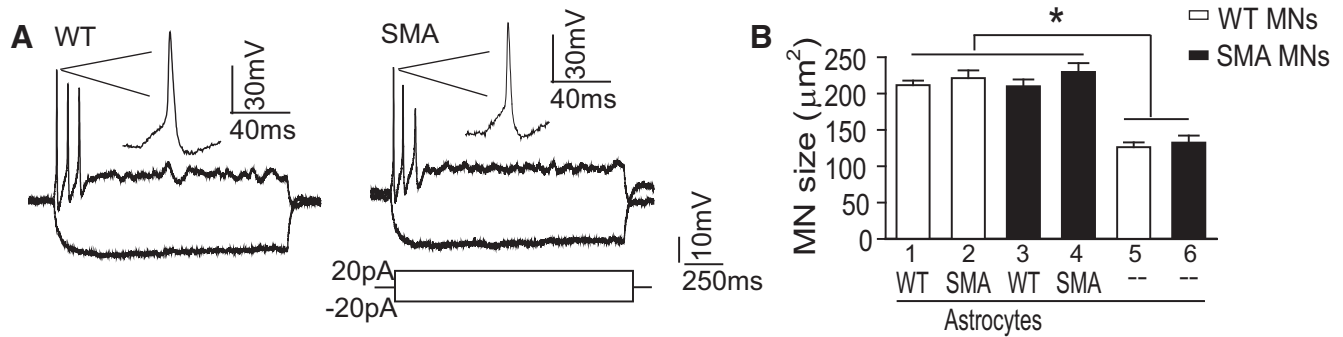 A
WT
30mV
40ms
SMA
30mV
40ms
20pA
-20pA
10mV
250ms
B
*
WT MNs
SMA MNs
MN size (μm²)
250
200
150
100
50
0
1 2 3 4 5 6
WT SMA WT SMA -- --
Astrocytes